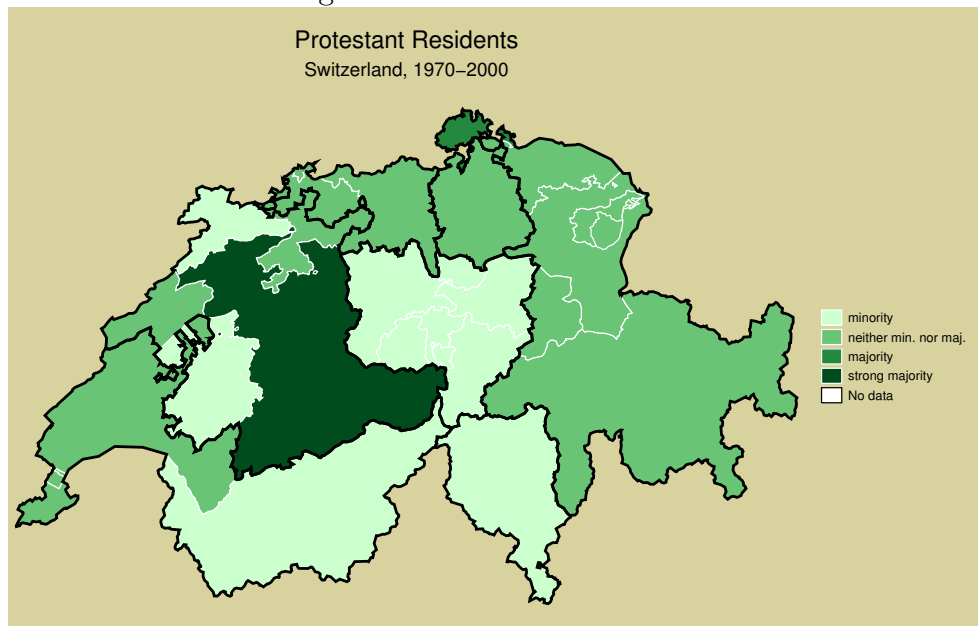 Protestant Residents
Switzerland, 1970−2000
minority
neither min. nor maj.
majority
strong majority
No data